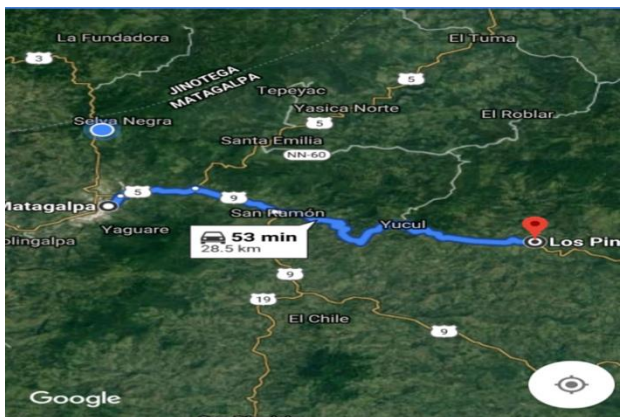 La Fundadora
El Tuma
3
JINOTEGA
MATAGALPA
5
Tepeyac
Yasica Norte
El Roblar
Selva Negra
5
Santa Emilia
NN-60
Matagalpa
5
9
San Ramón
Yucul
Yaguare
olingalpa
53 min
28.5 km
Los Pin
9
19
El Chile
9
Google